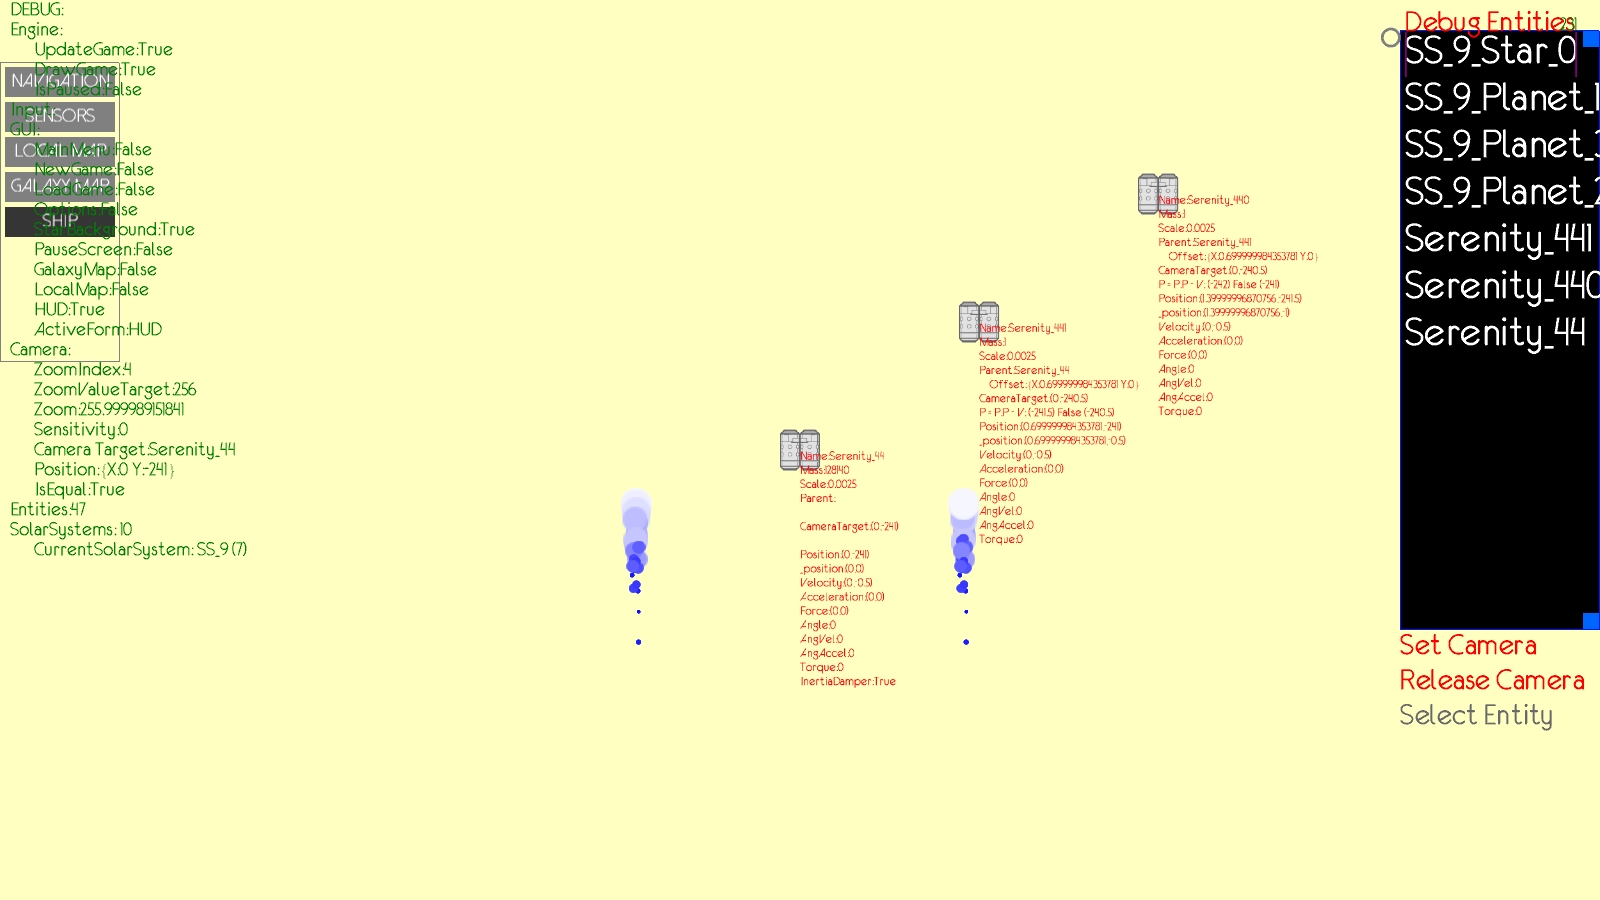 DEBUG:
Engine:
UpdateGame:True
DrawGame:True
IsPaused:False
Input:
GUI:
MainMenu:False
NewGame:False
LoadGame:False
Options:False
StarBackground:True
PauseScreen:False
GalaxyMap:False
LocalMap:False
HUD:True
ActiveForm:HUD
Camera:
ZoomIndex:4
ZoomValueTarget:256
Zoom:255.999989151841
Sensitivity:0
Camera Target:Serenity_44
Position:{X:0 Y:-241}
IsEqual:True
Entities:47
SolarSystems: 10
CurrentSolarSystem: SS_9 (7)
NAVIGATION
SENSORS
LOCAL MAP
GALAXY MAP
SHIP
Name:Serenity_44
Mass:128140
Scale:0.0025
Parent:
CameraTarget:(0,-241)
Position:(0,-241)
_position:(0,0)
Velocity:(0,-0.5)
Acceleration:(0,0)
Force:(0,0)
Angle:0
AngVel:0
AngAccel:0
Torque:0
InertiaDamper:True
Name:Serenity_441
Mass:1
Scale:0.0025
Parent:Serenity_44
Offset: {X:0.699999984353781 Y:0}
CameraTarget:(0,-240.5)
P = P.P - V: (-241.5) False (-240.5)
Position:(0.699999984353781,-241)
_position:(0.699999984353781,-0.5)
Velocity:(0,-0.5)
Acceleration:(0,0)
Force:(0,0)
Angle:0
AngVel:0
AngAccel:0
Torque:0
Name:Serenity_440
Mass:1
Scale:0.0025
Parent:Serenity_441
Offset: {X:0.699999984353781 Y:0}
CameraTarget:(0,-240.5)
P = P.P - V: (-242) False (-241)
Position:(1.39999996870756,-241.5)
_position:(1.39999996870756,-1)
Velocity:(0,-0.5)
Acceleration:(0,0)
Force:(0,0)
Angle:0
AngVel:0
AngAccel:0
Torque:0
Debug Entities
SS_9_Star_0
SS_9_Planet_1
SS_9_Planet_3
SS_9_Planet_2
Serenity_441
Serenity_440
Serenity_44
Set Camera
Release Camera
Select Entity